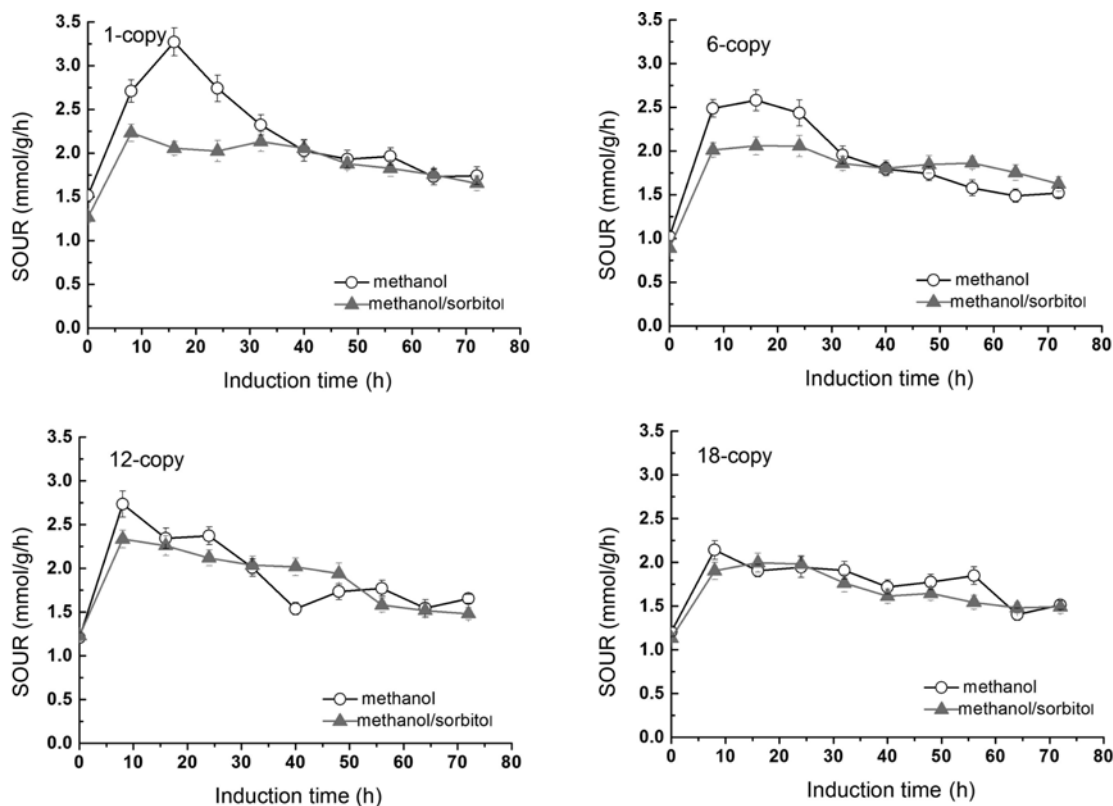 1-copy
SOUR (mmol/g/h)
3.5
3.0
2.5
2.0
1.5
1.0
0.5
0.0
methanol
methanol/sorbitol
0 10 20 30 40 50 60 70 80
Induction time (h)
6-copy
SOUR (mmol/g/h)
3.5
3.0
2.5
2.0
1.5
1.0
0.5
0.0
methanol
methanol/sorbitol
0 10 20 30 40 50 60 70 80
Induction time (h)
12-copy
SOUR (mmol/g/h)
3.5
3.0
2.5
2.0
1.5
1.0
0.5
0.0
methanol
methanol/sorbitol
0 10 20 30 40 50 60 70 80
Induction time (h)
18-copy
SOUR (mmol/g/h)
3.5
3.0
2.5
2.0
1.5
1.0
0.5
0.0
methanol
methanol/sorbitol
0 10 20 30 40 50 60 70 80
Induction time (h)